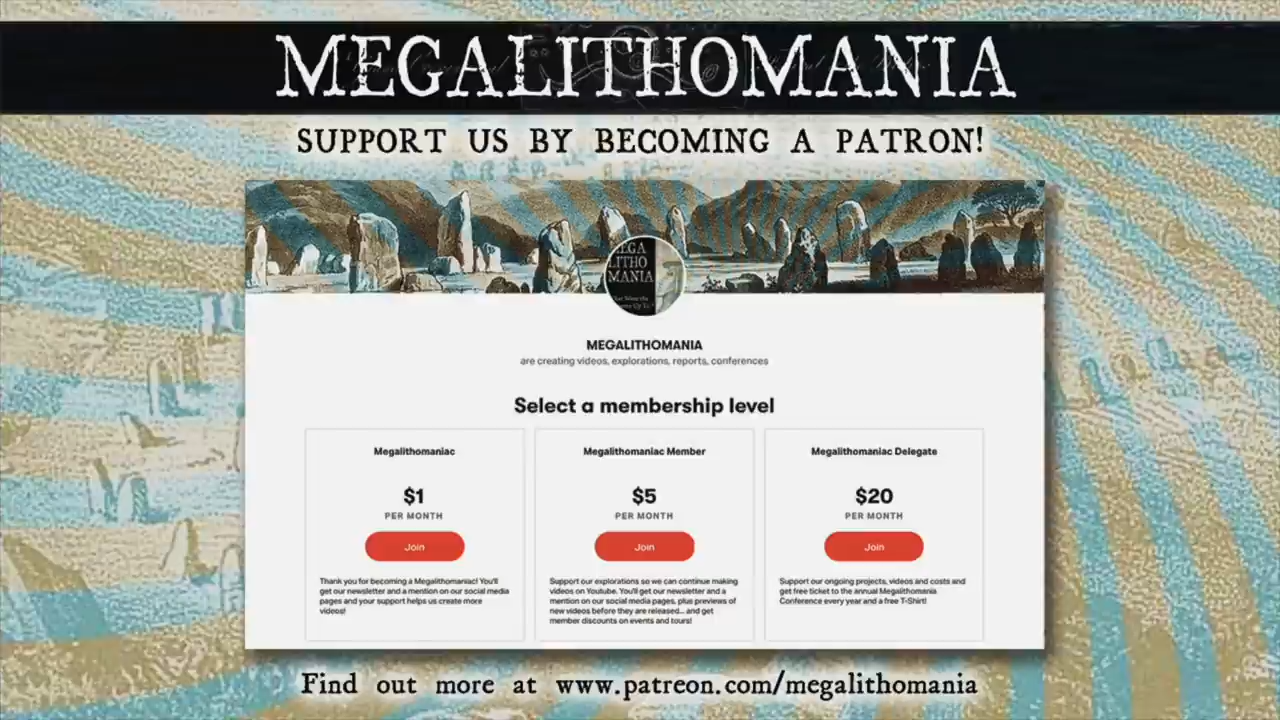 MEGALITHOMANIA
SUPPORT US BY BECOMING A PATRON!
MEGA
LITHO
MANIA
MEGALITHOMANIA
are creating videos, explorations, reports, conferences
Select a membership level
Megalithomaniac
$1
PER MONTH
Join
Thank you for becoming a Megalithomaniac! You'll
get our newsletter and a mention on our social media
pages and your support helps us create more
videos!
Megalithomaniac Member
$5
PER MONTH
Join
Support our explorations so we can continue making
videos on Youtube. You'll get our newsletter and a
mention on our social media pages, plus previews of
new videos before they are released... and get
member discounts on events and tours!
Megalithomaniac Delegate
$20
PER MONTH
Join
Support our ongoing projects, videos and costs and
get free ticket to the annual Megalithomania
Conference every year and a free T-Shirt!
Find out more at www.patreon.com/megalithomania